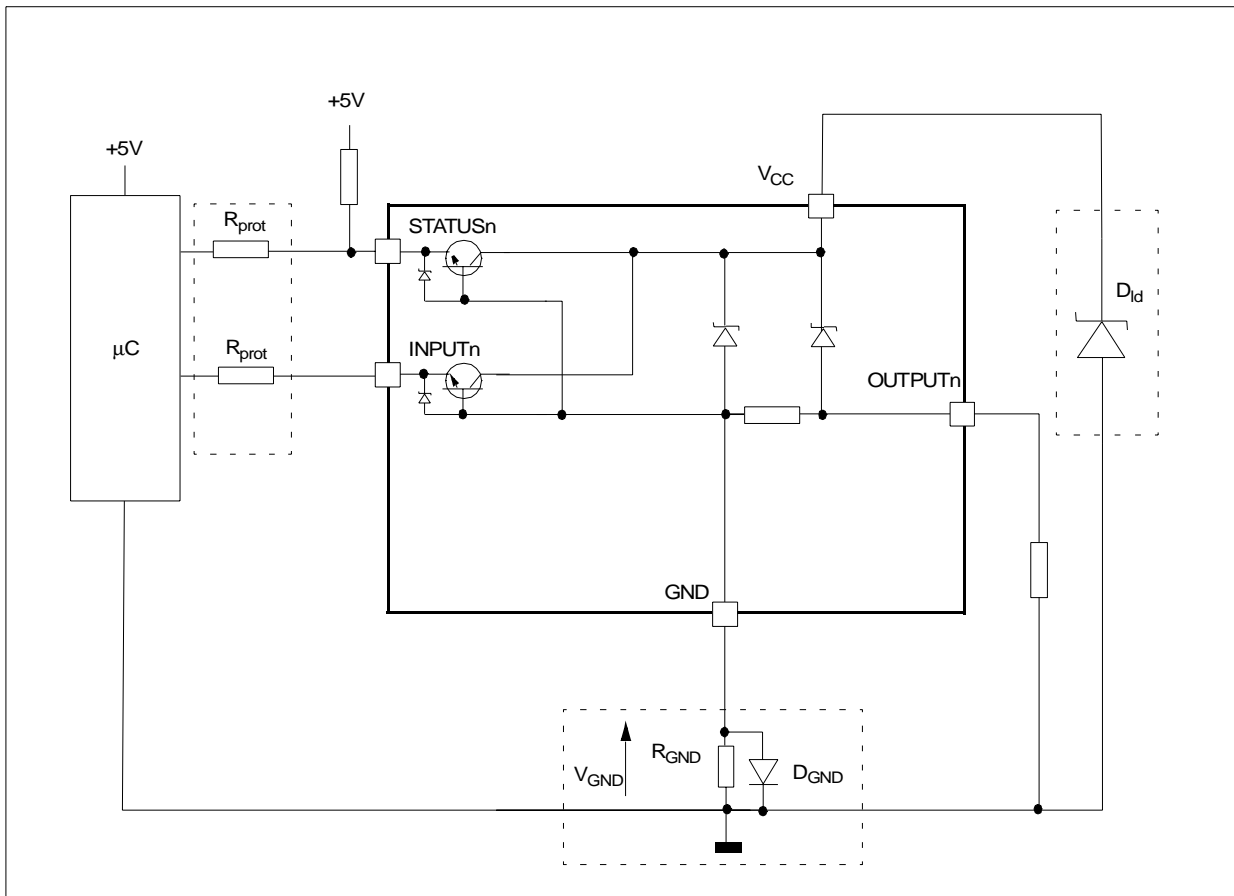 +5V
+5V
V_CC
R_prot
STATUSn
D_ld
μC
R_prot
INPUTn
OUTPUTn
GND
V_GND
R_GND
D_GND